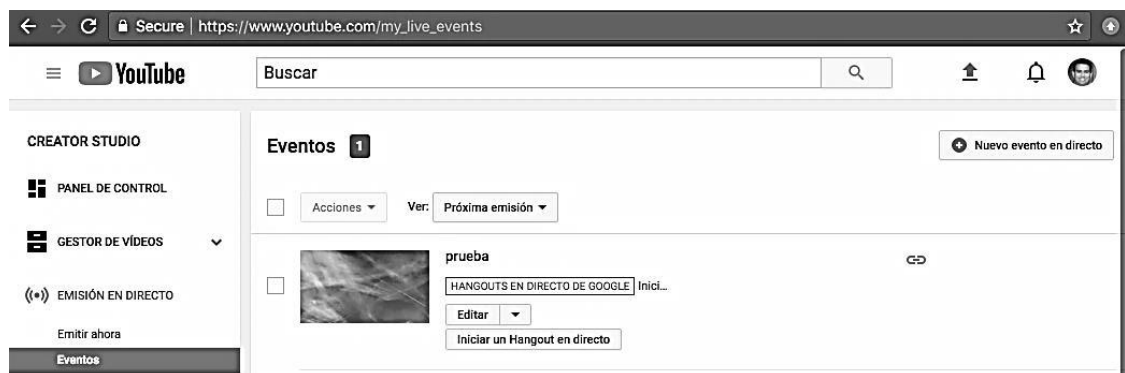 Secure | https://www.youtube.com/my_live_events
YouTube
Buscar
CREATOR STUDIO
PANEL DE CONTROL
GESTOR DE VÍDEOS
EMISIÓN EN DIRECTO
Emitir ahora
Eventos
Eventos 1
Nuevo evento en directo
Acciones
Ver: Próxima emisión
prueba
HANGOUTS EN DIRECTO DE GOOGLE Inici...
Editar
Iniciar un Hangout en directo